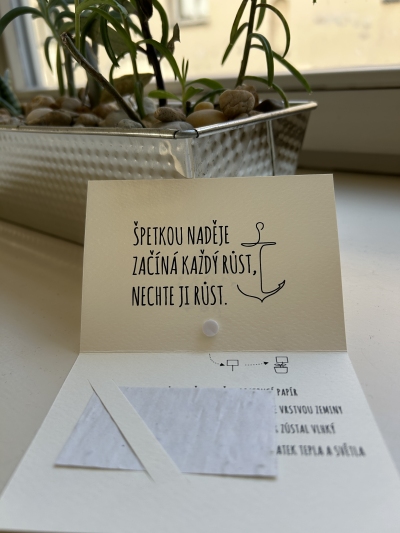 ŠPETKOU NADĚJE
ZAČÍNÁ KAŽDÝ RŮST,
NECHTE JI RŮST.
PAPÍR
VRSTVOU ZEMINY
ZŮSTAL VLHKÝ
TEPLA A SVĚTLA